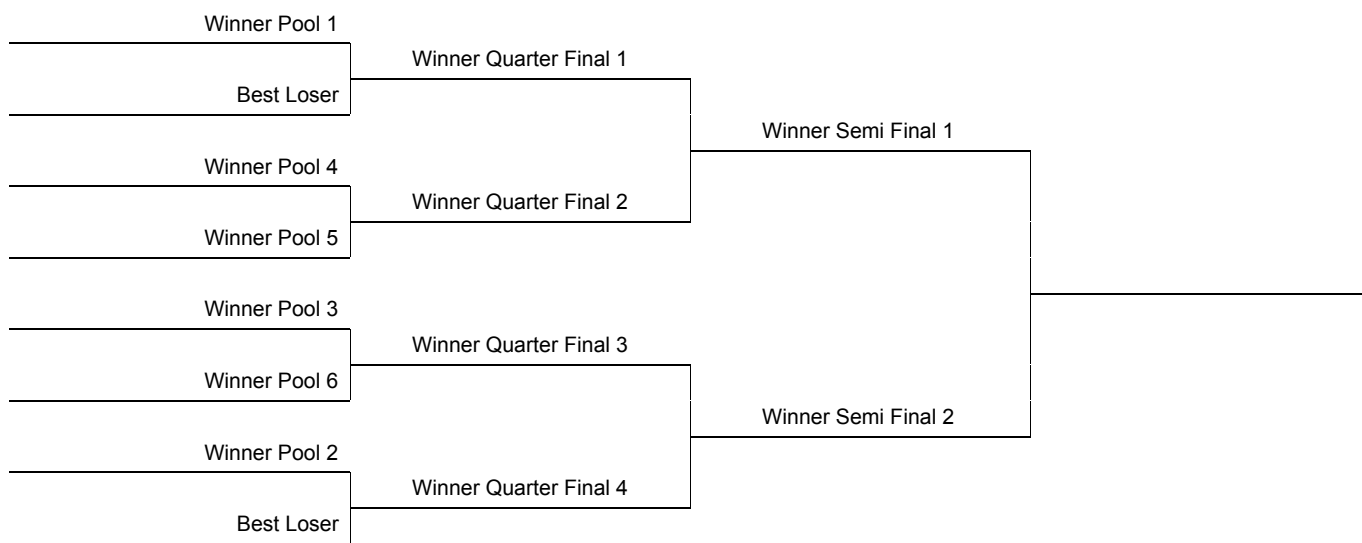 Winner Pool 1
Winner Quarter Final 1
Best Loser
Winner Semi Final 1
Winner Pool 4
Winner Quarter Final 2
Winner Pool 5
Winner Pool 3
Winner Quarter Final 3
Winner Pool 6
Winner Semi Final 2
Winner Pool 2
Winner Quarter Final 4
Best Loser